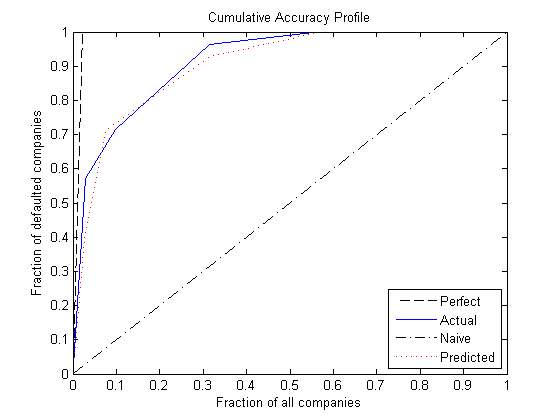 Cumulative Accuracy Profile
1
0.9
0.8
0.7
0.6
0.5
0.4
0.3
0.2
0.1
0
Fraction of defaulted companies
Perfect
Actual
Naive
Predicted
0 0.1 0.2 0.3 0.4 0.5 0.6 0.7 0.8 0.9 1
Fraction of all companies